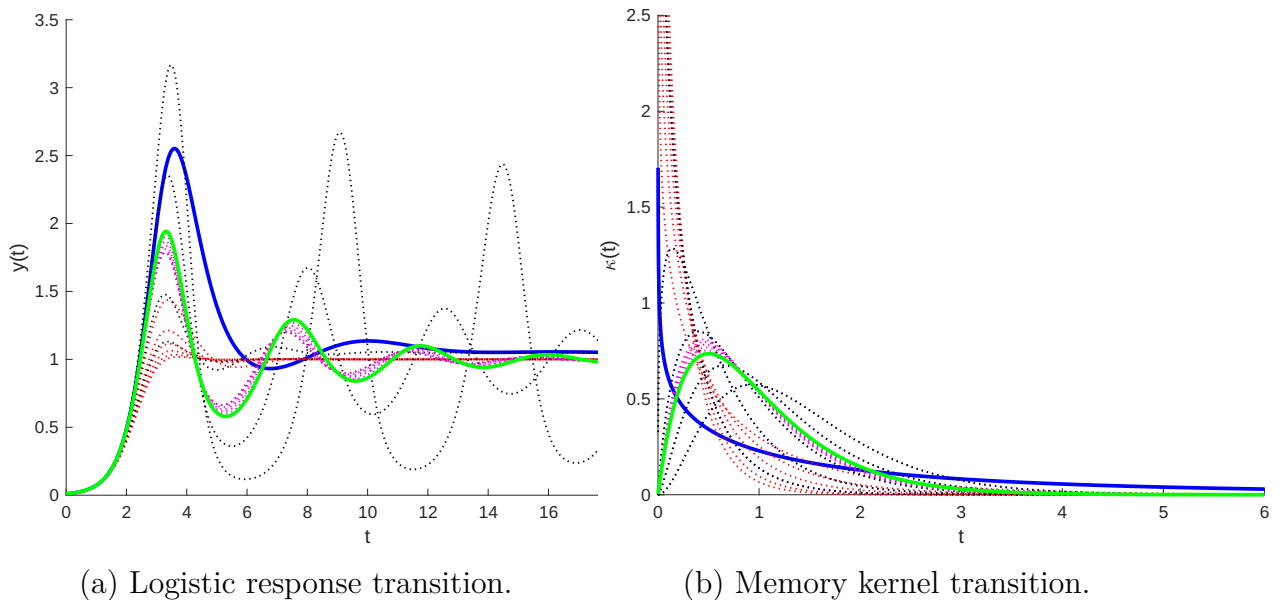 3.5
3
2.5
2
1.5
1
0.5
0
y(t)
0 2 4 6 8 10 12 14 16
t
2.5
2
1.5
1
0.5
0
κ(t)
0 1 2 3 4 5 6
t
(a) Logistic response transition.
(b) Memory kernel transition.